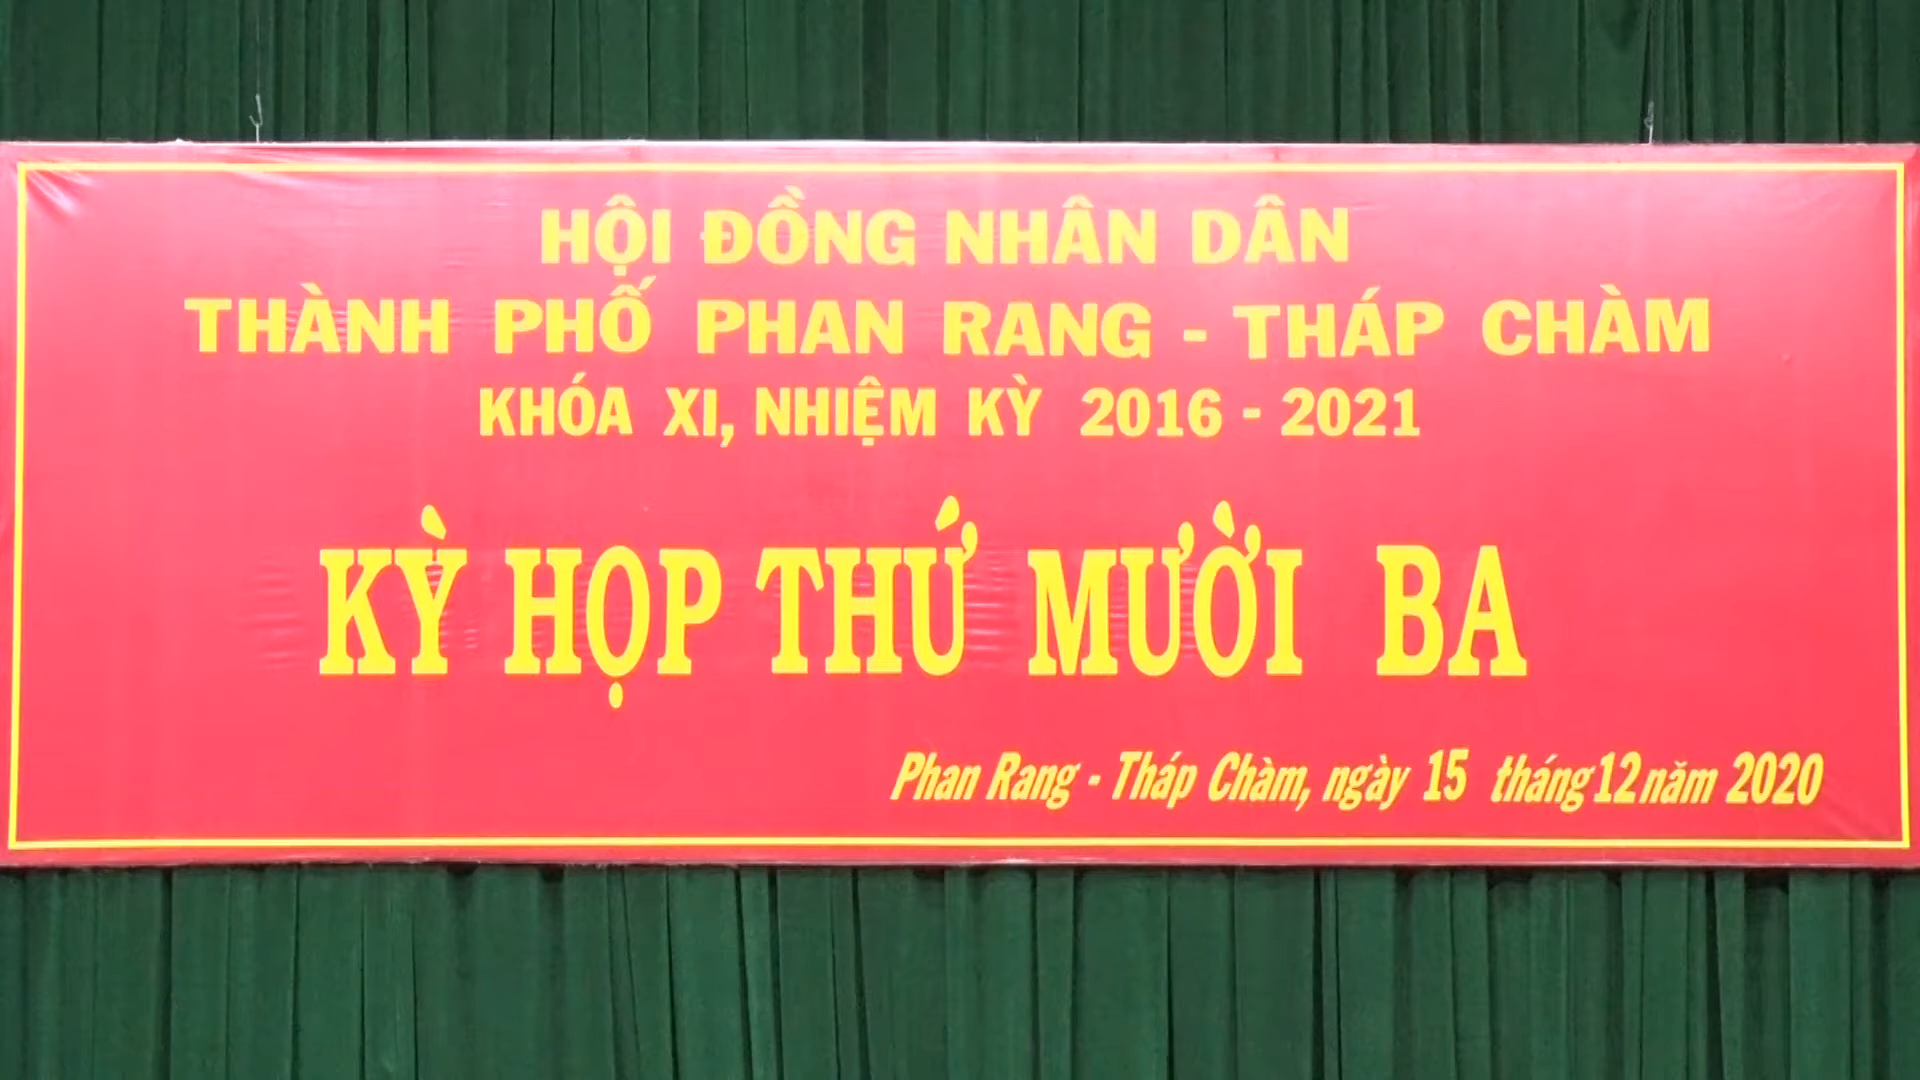 HỘI ĐỒNG NHÂN DÂN
THÀNH PHỐ PHAN RANG - THÁP CHÀM
KHÓA XI, NHIỆM KỲ 2016 - 2021
KỲ HỌP THỨ MƯỜI BA
Phan Rang - Tháp Chàm, ngày 15 tháng 12 năm 2020